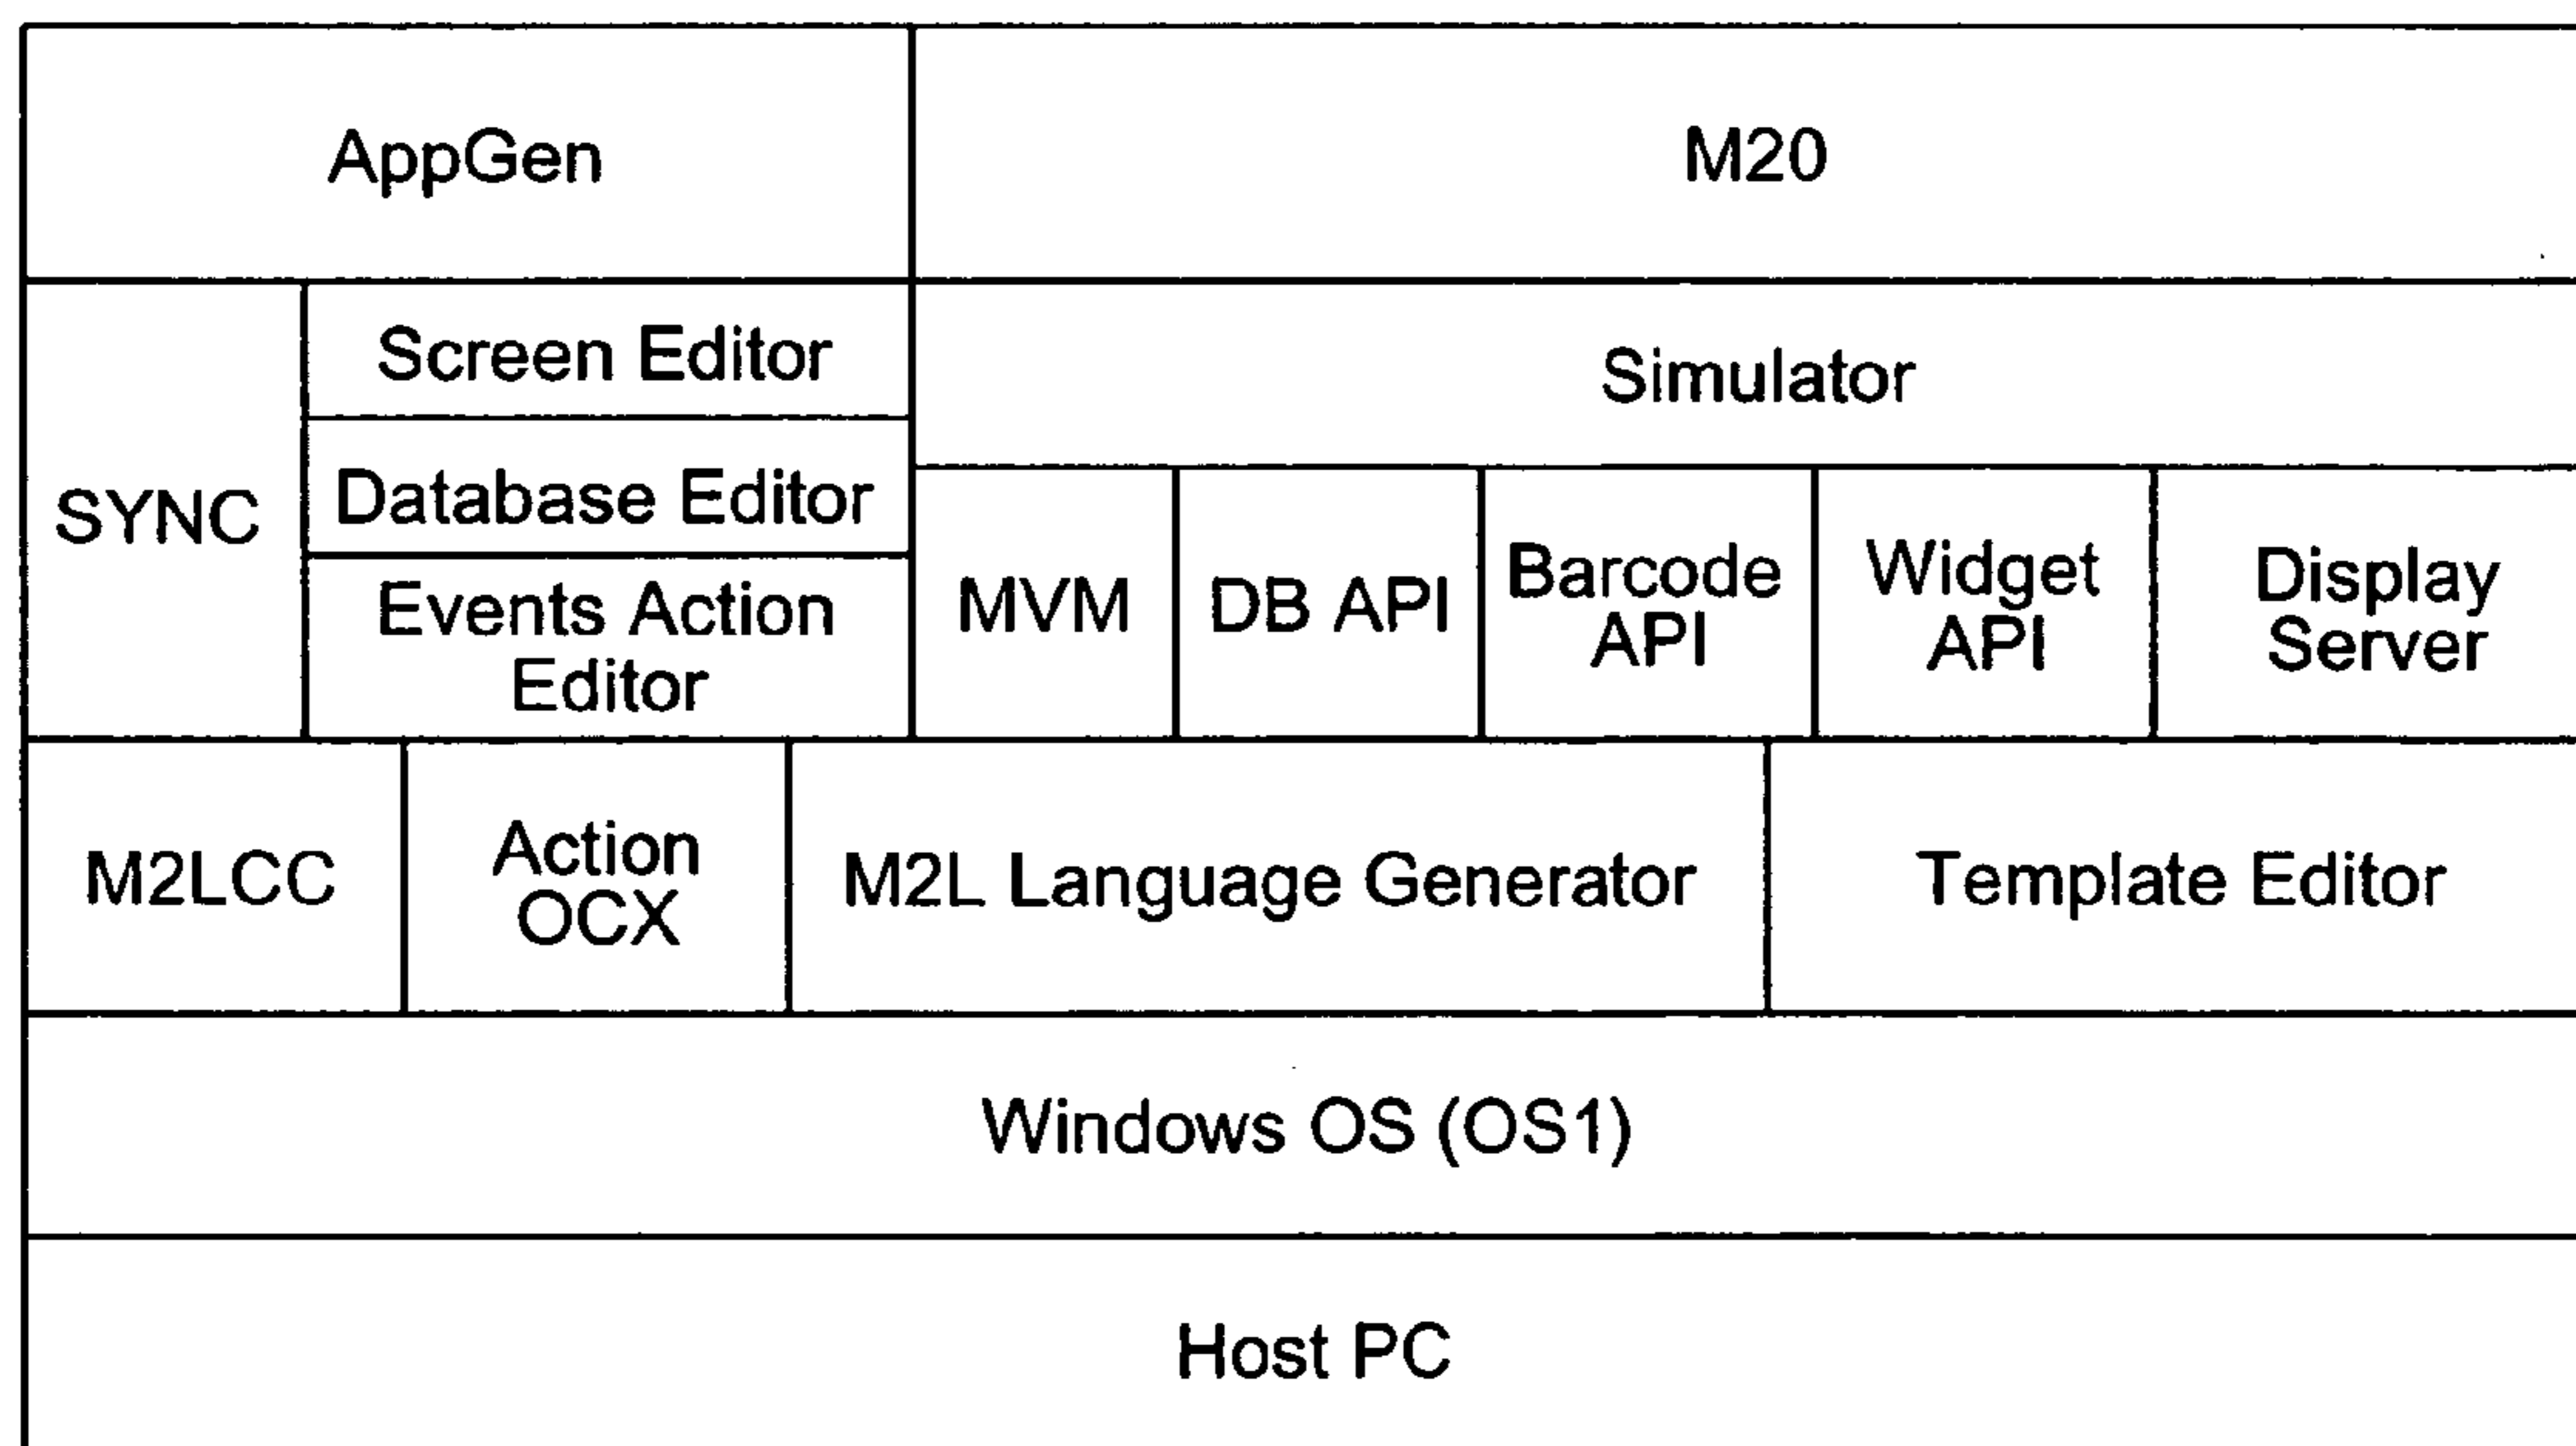 AppGen
M20
SYNC
Screen Editor
Database Editor
Events Action
Editor
Simulator
MVM
DB API
Barcode
API
Widget
API
Display
Server
M2LCC
Action
OCX
M2L Language Generator
Template Editor
Windows OS (OS1)
Host PC